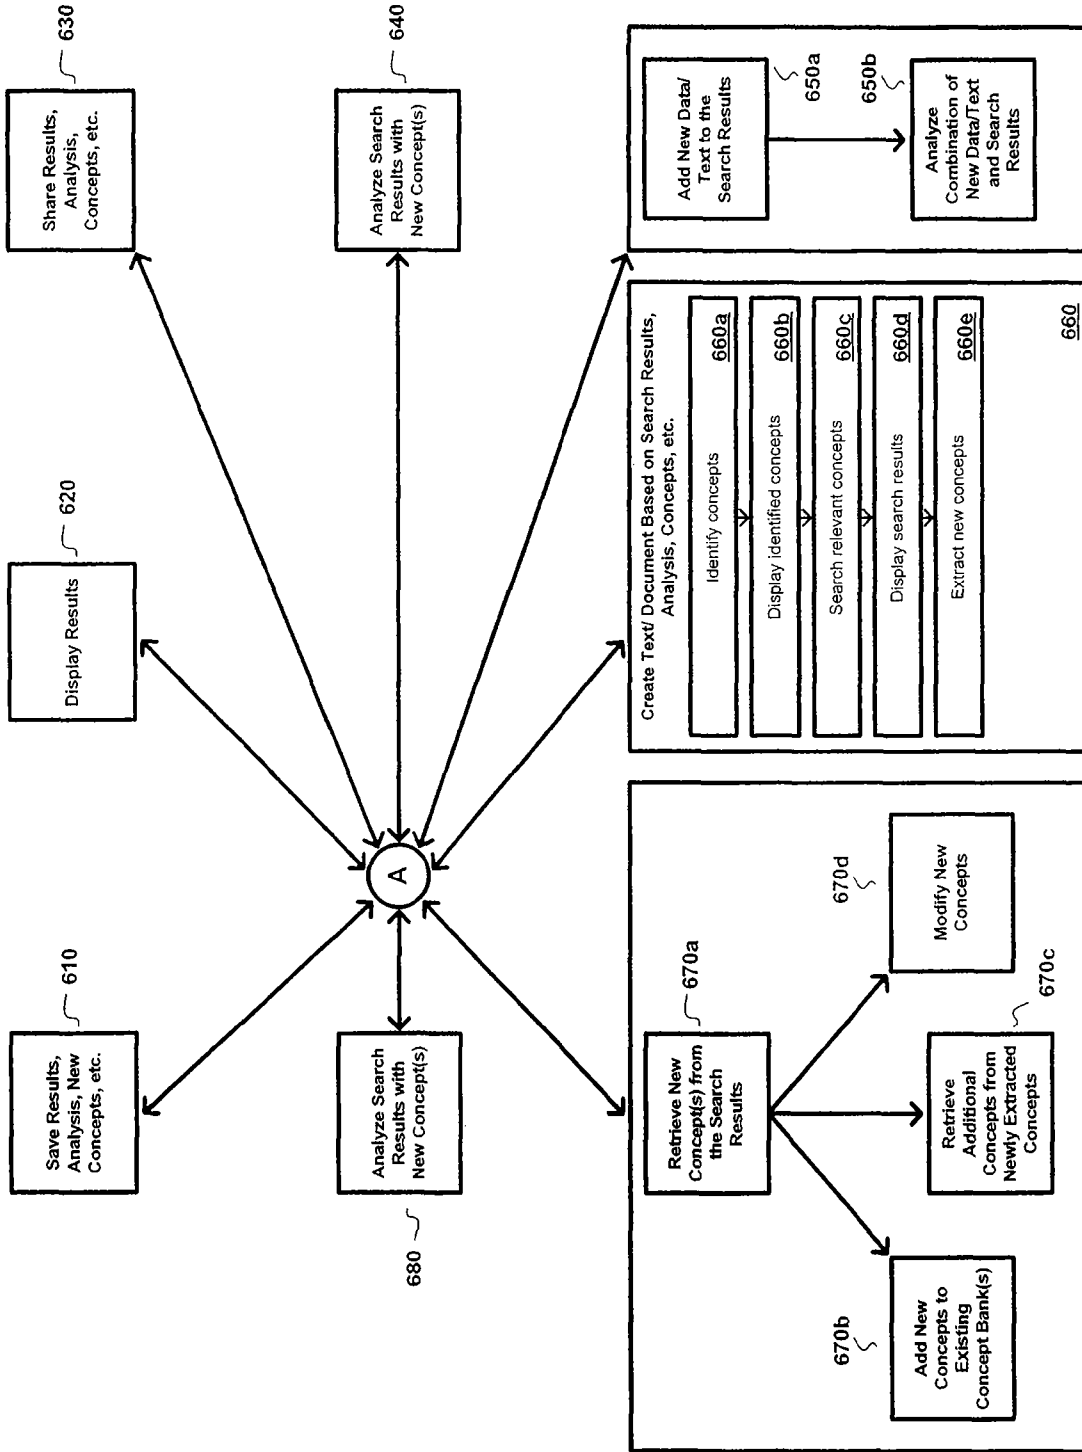 610
Save Results,
Analysis, New
Concepts, etc.
620
Display Results
630
Share Results,
Analysis,
Concepts, etc.
680
Analyze Search
Results with
New Concept(s)
A
640
Analyze Search
Results with
New Concept(s)
670a
Retrieve New
Concept(s) from
the Search
Results
670b
Add New
Concepts to
Existing
Concept Bank(s)
670c
Retrieve
Additional
Concepts from
Newly Extracted
Concepts
670d
Modify New
Concepts
Create Text/ Document Based on Search Results,
Analysis, Concepts, etc.
Identify concepts
660a
Display identified concepts
660b
Search relevant concepts
660c
Display search results
660d
Extract new concepts
660e
660
Add New Data/
Text to the
Search Results
650a
650b
Analyze
Combination of
New Data/Text
and Search
Results